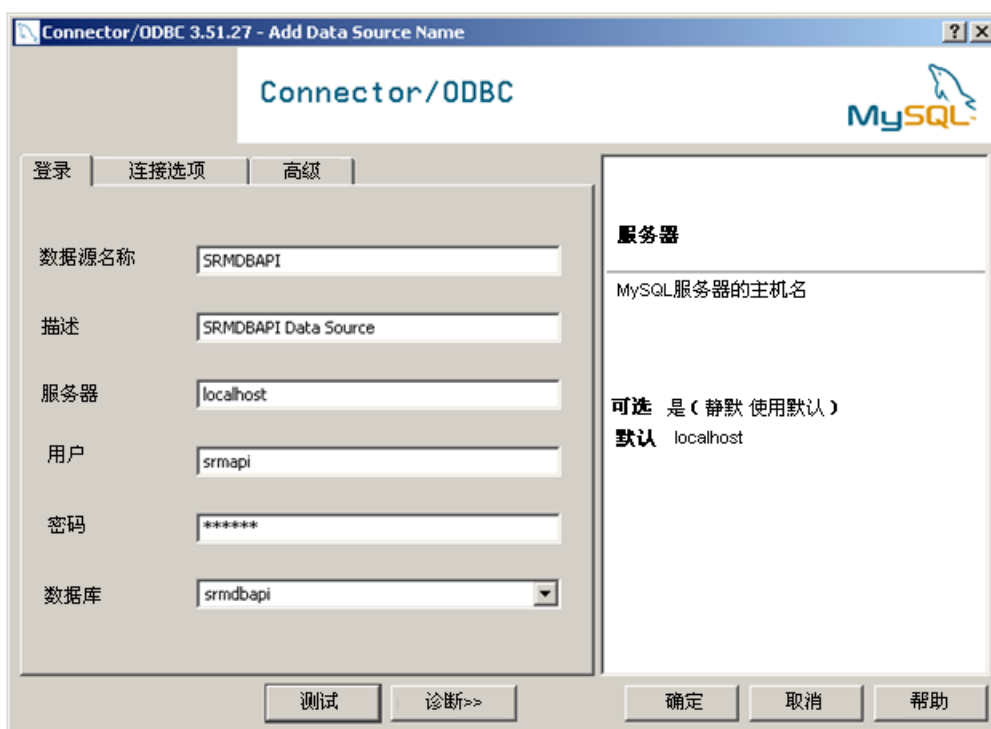 Connector/ODBC 3.51.27 - Add Data Source Name
Connector/ODBC
MySQL
登录 连接选项 高级
数据源名称 SRMDBAPI
描述 SRMDBAPI Data Source
服务器 localhost
用户 srmapi
密码 ******
数据库 srmdbapi
服务器
MySQL服务器的主机名
可选 是(静默 使用默认)
默认 localhost
测试 诊断>> 确定 取消 帮助